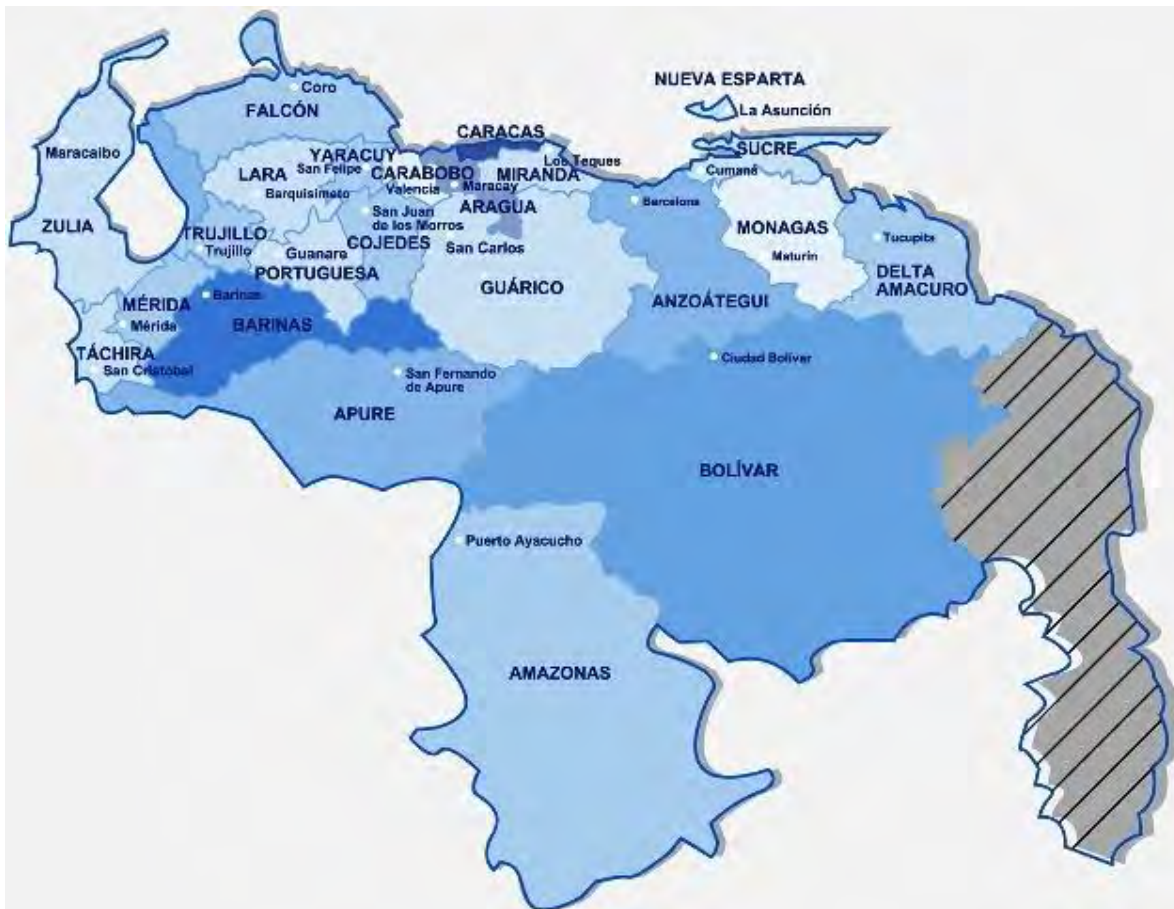 NUEVA ESPARTA
La Asunción
Coro
FALCÓN
CARACAS
SUCRE
Maracaibo
YARACUY
San Felipe
LARA
CARABOBO
MIRANDA
Los Teques
Cumaná
Barquisimeto
Valencia
Maracay
Barcelona
ARAGUA
San Juan
de los Morros
ZULIA
TRUJILLO
Trujillo
COJEDES
San Carlos
MONAGAS
Maturín
Tucupita
Guanare
PORTUGUESA
GUÁRICO
ANZOÁTEGUI
DELTA
AMACURO
MÉRIDA
Barinas
Mérida
BARINAS
TÁCHIRA
San Cristobal
San Fernando
de Apure
Ciudad Bolívar
APURE
BOLÍVAR
Puerto Ayacucho
AMAZONAS